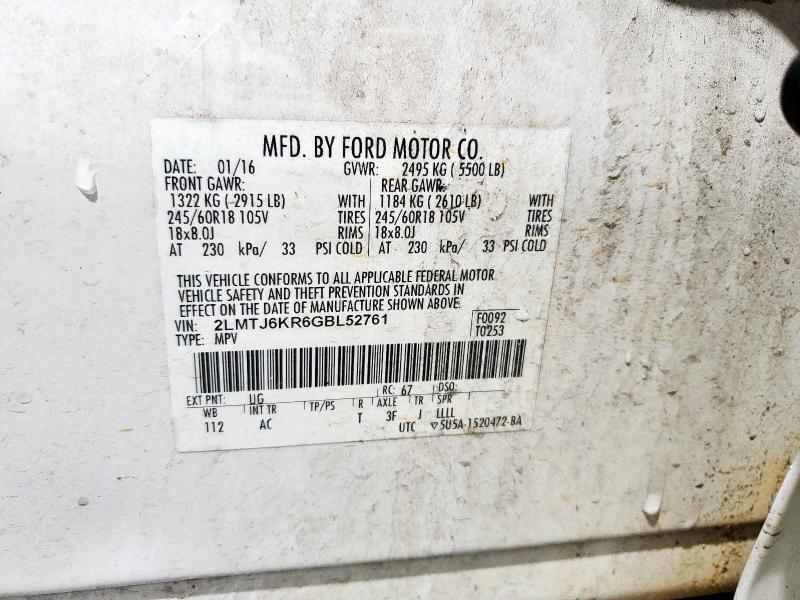 MFD. BY FORD MOTOR CO.
DATE: 01/16 GVWR: 2495 KG ( 5500 LB)
FRONT GAWR: REAR GAWR:
1322 KG ( 2915 LB) WITH 1184 KG ( 2610 LB) WITH
245/60R18 105V TIRES 245/60R18 105V TIRES
18x8.0J RIMS 18x8.0J RIMS
AT 230 kPa/ 33 PSI COLD AT 230 kPa/ 33 PSI COLD
THIS VEHICLE CONFORMS TO ALL APPLICABLE FEDERAL MOTOR
VEHICLE SAFETY AND THEFT PREVENTION STANDARDS IN
EFFECT ON THE DATE OF MANUFACTURE SHOWN ABOVE.
VIN: 2LMTJ6KR6GBL52761 F0092
TYPE: MPV T0253
EXT PNT: UG RC: 67 DSO:
WB INT TR TP/PS R AXLE TR SPR
112 AC T 3F J LLLL
UTC ▽5U5A-1520472-BA